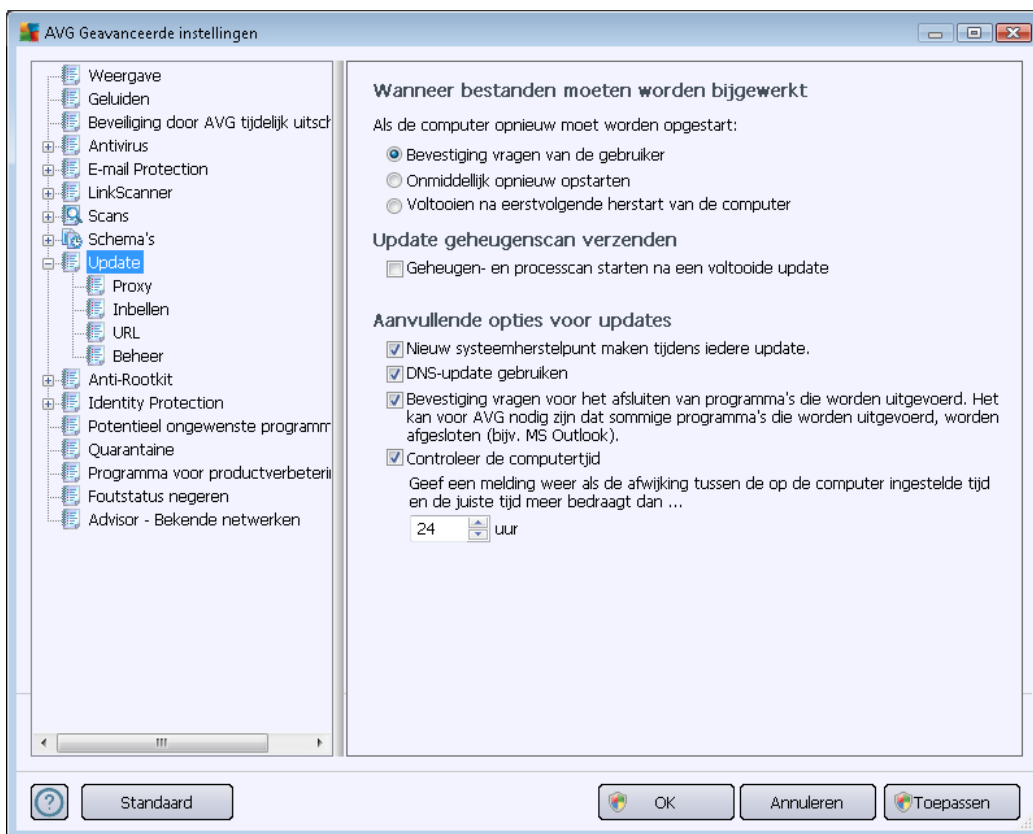 AVG Geavanceerde instellingen
Weergave
Geluiden
Beveiliging door AVG tijdelijk uitsch
Antivirus
E-mail Protection
LinkScanner
Scans
Schema's
Update
Proxy
Inbellen
URL
Beheer
Anti-Rootkit
Identity Protection
Potentieel ongewenste programm
Quarantaine
Programma voor productverbeterin
Foutstatus negeren
Advisor - Bekende netwerken
Wanneer bestanden moeten worden bijgewerkt
Als de computer opnieuw moet worden opgestart:
Bevestiging vragen van de gebruiker
Onmiddellijk opnieuw opstarten
Voltooien na eerstvolgende herstart van de computer
Update geheugenscan verzenden
Geheugen- en processcan starten na een voltooide update
Aanvullende opties voor updates
Nieuw systeemherstelpunt maken tijdens iedere update.
DNS-update gebruiken
Bevestiging vragen voor het afsluiten van programma's die worden uitgevoerd. Het
kan voor AVG nodig zijn dat sommige programma's die worden uitgevoerd, worden
afgesloten (bijv. MS Outlook).
Controleer de computertijd
Geef een melding weer als de afwijking tussen de op de computer ingestelde tijd
en de juiste tijd meer bedraagt dan ...
24 uur
Standaard
OK
Annuleren
Toepassen